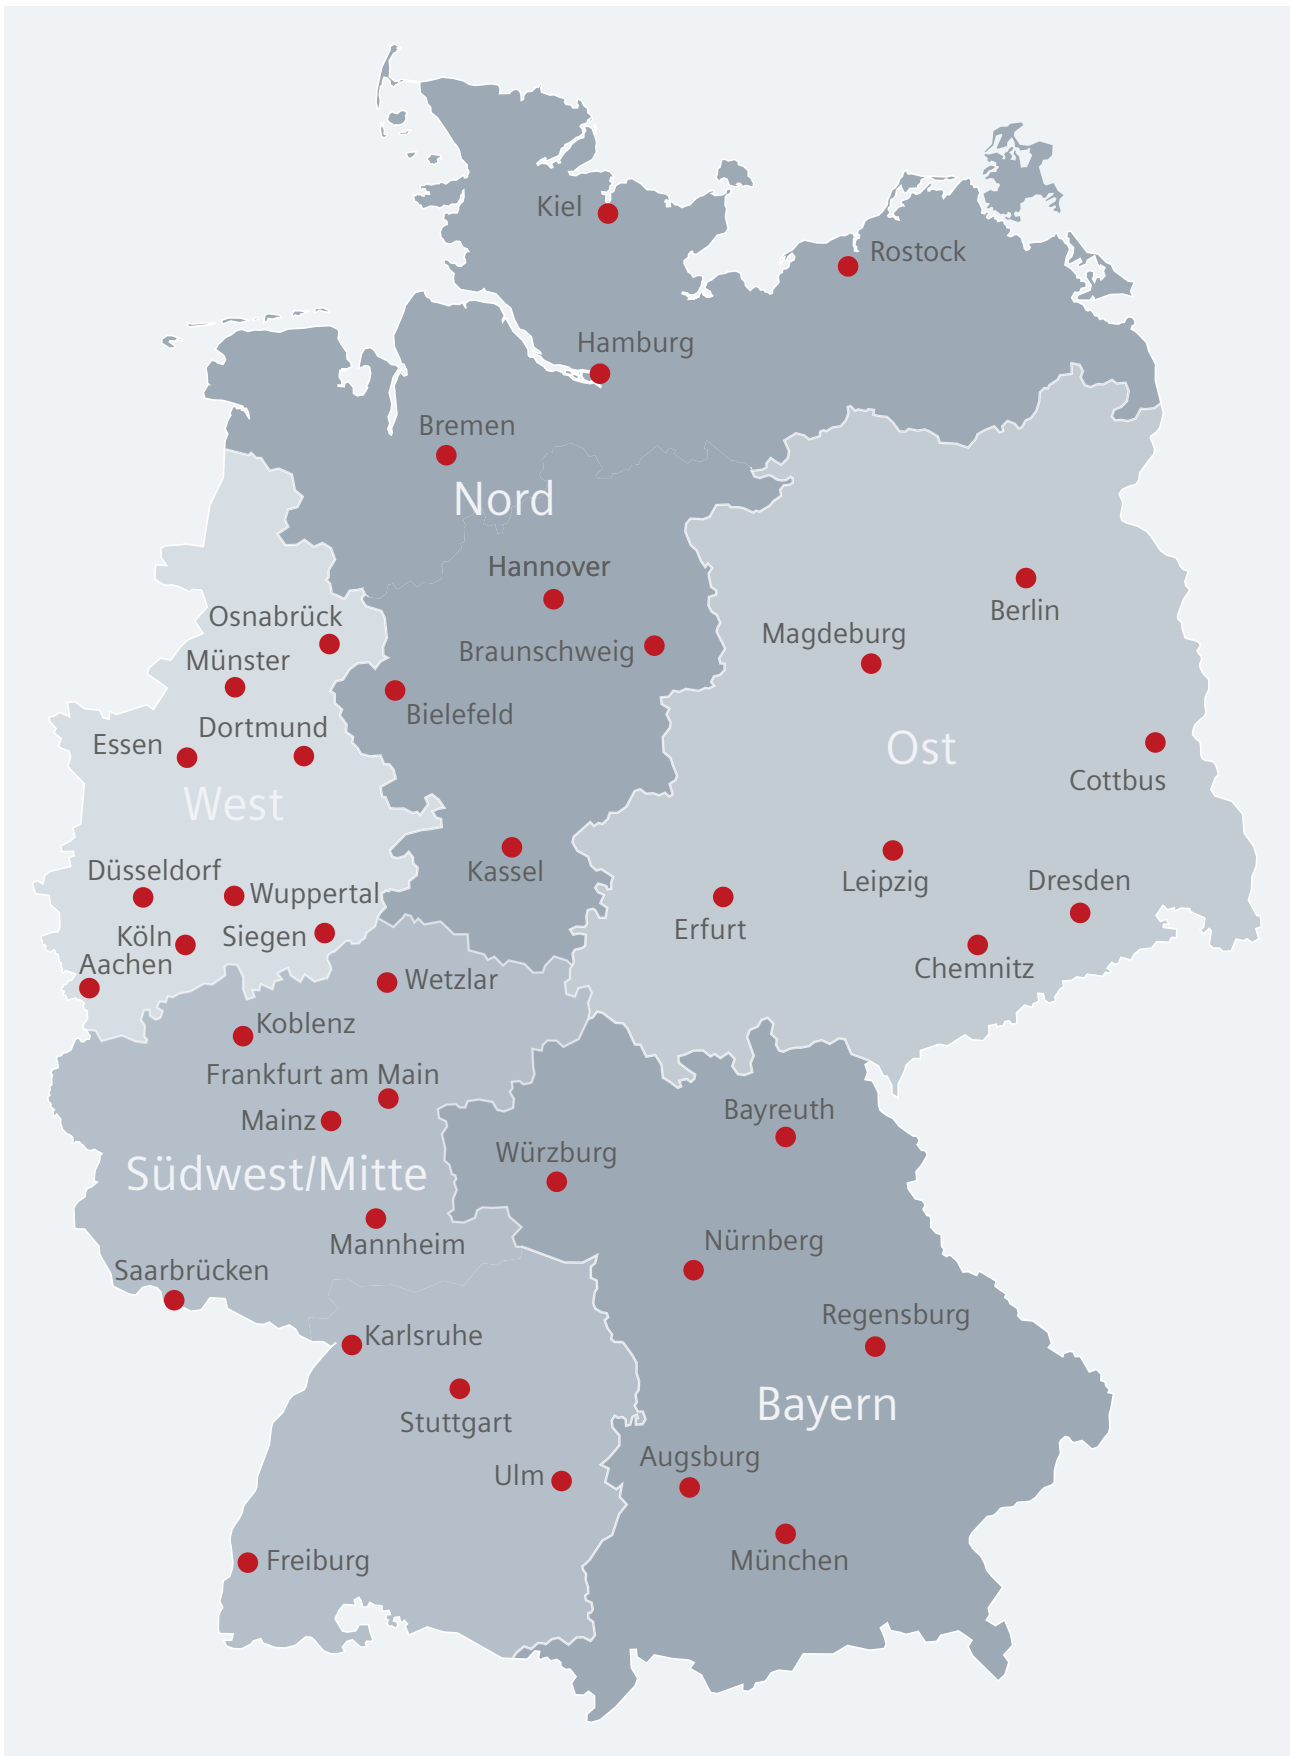 Kiel
Rostock
Hamburg
Bremen
Nord
Hannover
Berlin
Osnabrück
Magdeburg
Braunschweig
Münster
Bielefeld
Dortmund
Essen
Ost
Cottbus
West
Düsseldorf
Kassel
Leipzig
Dresden
Wuppertal
Erfurt
Köln
Siegen
Aachen
Chemnitz
Wetzlar
Koblenz
Frankfurt am Main
Bayreuth
Mainz
Würzburg
Südwest/Mitte
Nürnberg
Mannheim
Saarbrücken
Regensburg
Karlsruhe
Bayern
Stuttgart
Augsburg
Ulm
Freiburg
München